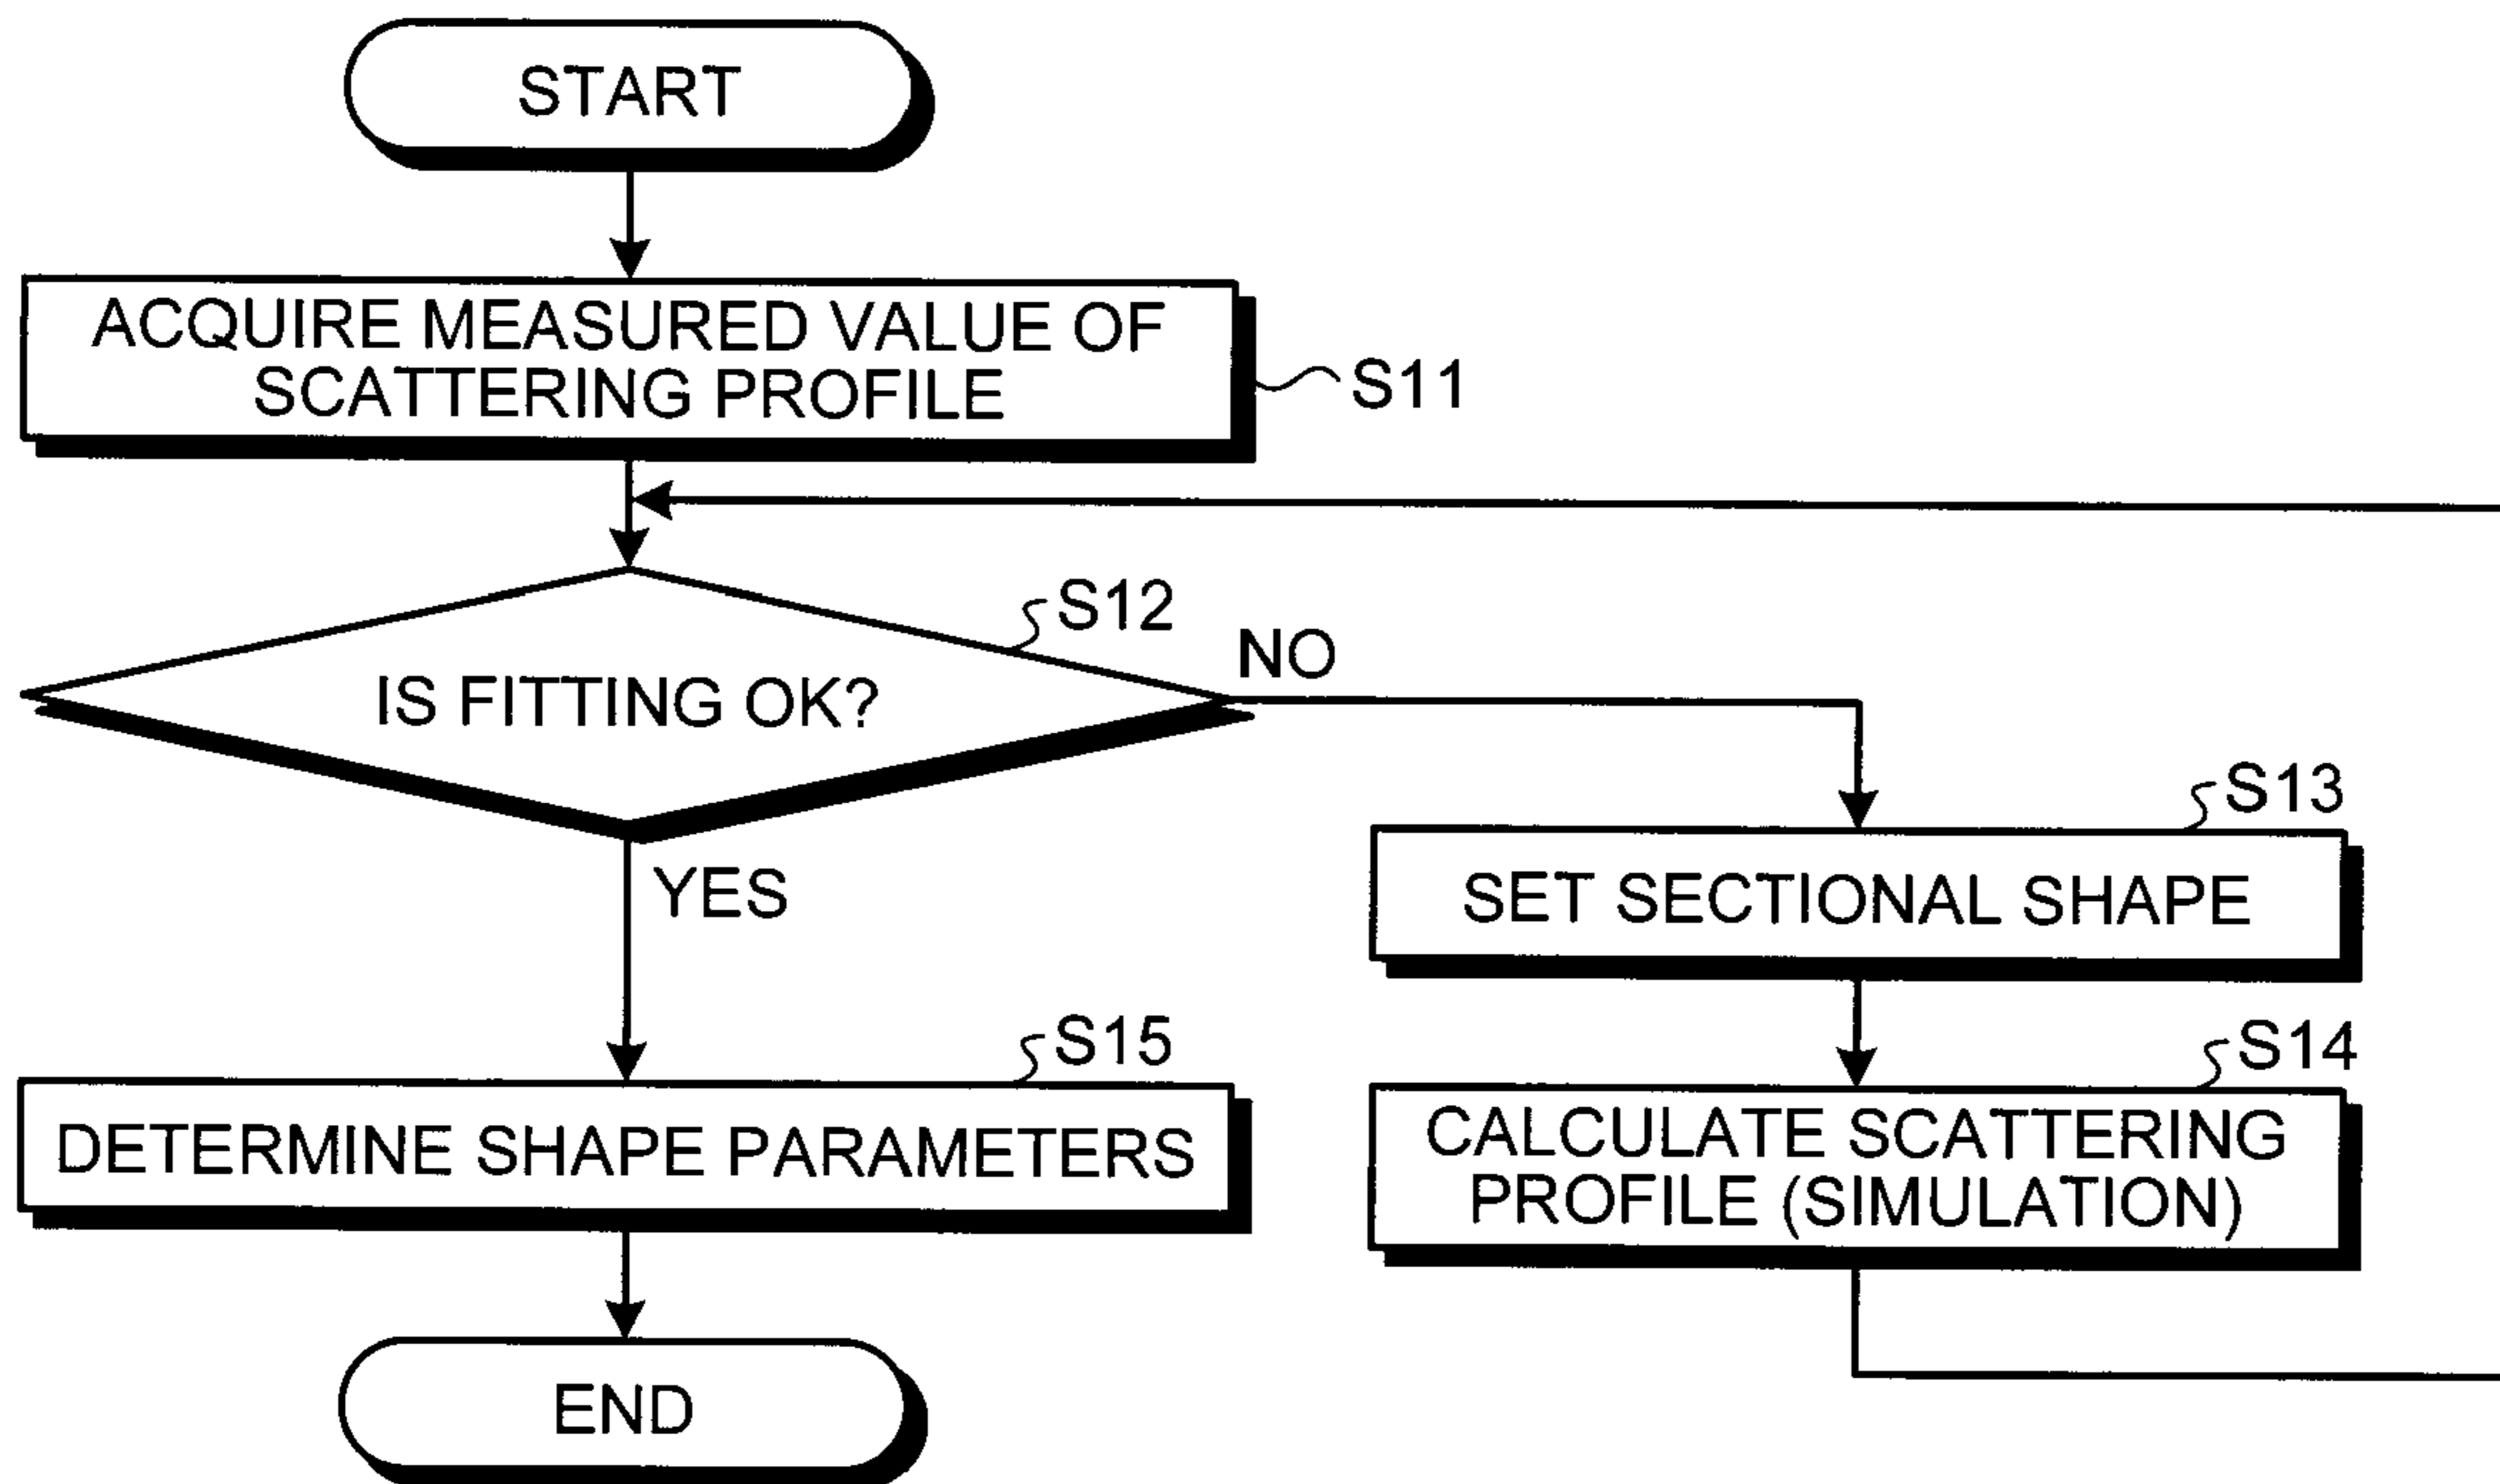 START
ACQUIRE MEASURED VALUE OF
SCATTERING PROFILE
S11
S12
IS FITTING OK?
NO
YES
S13
SET SECTIONAL SHAPE
S14
CALCULATE SCATTERING
PROFILE (SIMULATION)
S15
DETERMINE SHAPE PARAMETERS
END